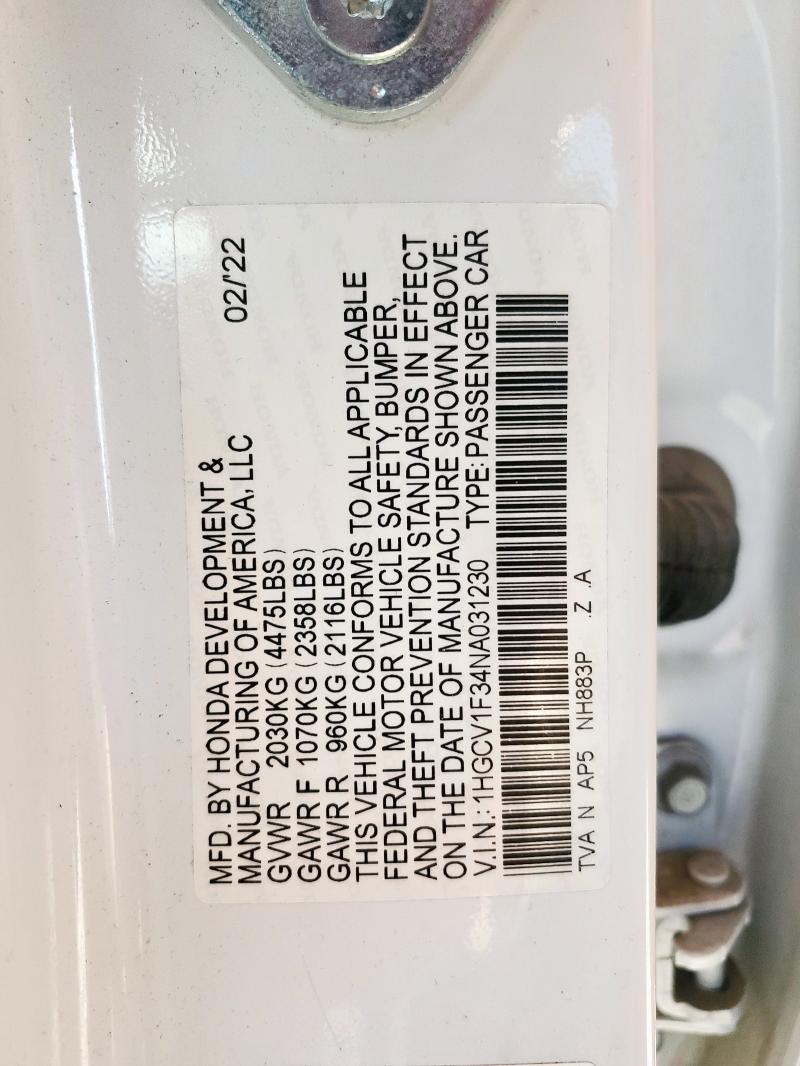 MFD. BY HONDA DEVELOPMENT &
MANUFACTURING OF AMERICA, LLC 02/'22
GVWR 2030KG (4475LBS)
GAWR F 1070KG (2358LBS)
GAWR R 960KG (2116LBS)
THIS VEHICLE CONFORMS TO ALL APPLICABLE
FEDERAL MOTOR VEHICLE SAFETY, BUMPER,
AND THEFT PREVENTION STANDARDS IN EFFECT
ON THE DATE OF MANUFACTURE SHOWN ABOVE.
V.I.N.: 1HGCV1F34NA031230 TYPE: PASSENGER CAR
TVA N AP5 NH883P .Z .A